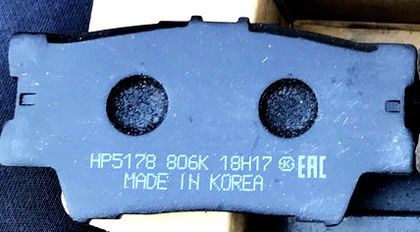 HP5178 806K 18H17 K EAC
MADE IN KOREA